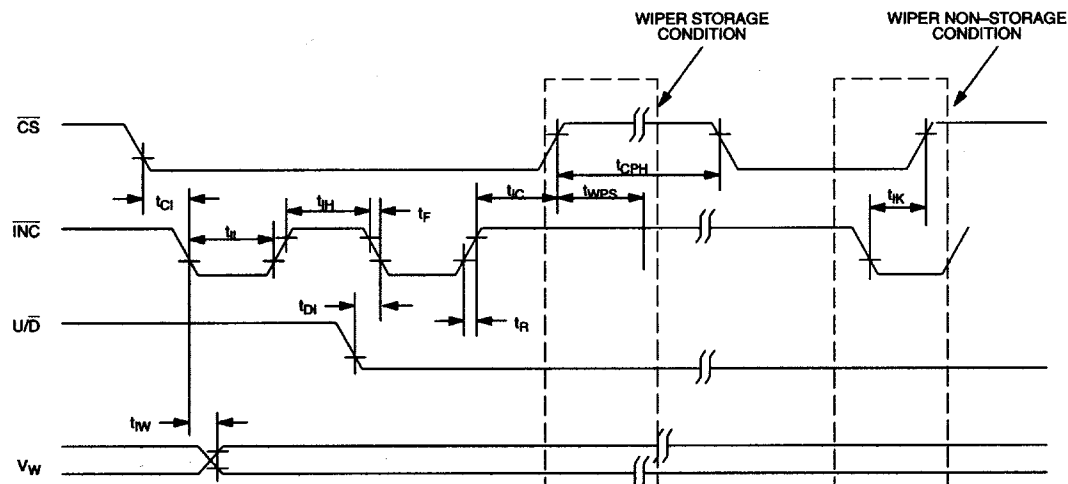 WIPER STORAGE
CONDITION
WIPER NON–STORAGE
CONDITION
CS
tCPH
tCI
tIH
tF
tIC
tWPS
tIK
INC
tIL
tDI
tR
U/D
tIW
VW